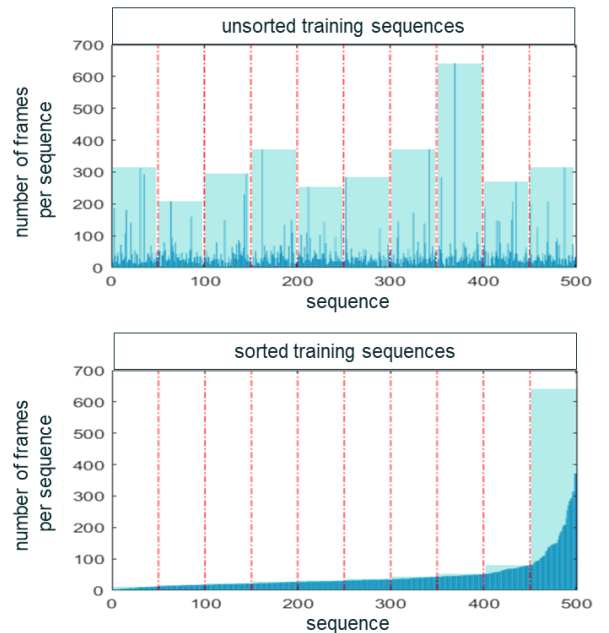 unsorted training sequences
number of frames
per sequence
700
600
500
400
300
200
100
0
0 100 200 300 400 500
sequence
sorted training sequences
number of frames
per sequence
700
600
500
400
300
200
100
0
0 100 200 300 400 500
sequence